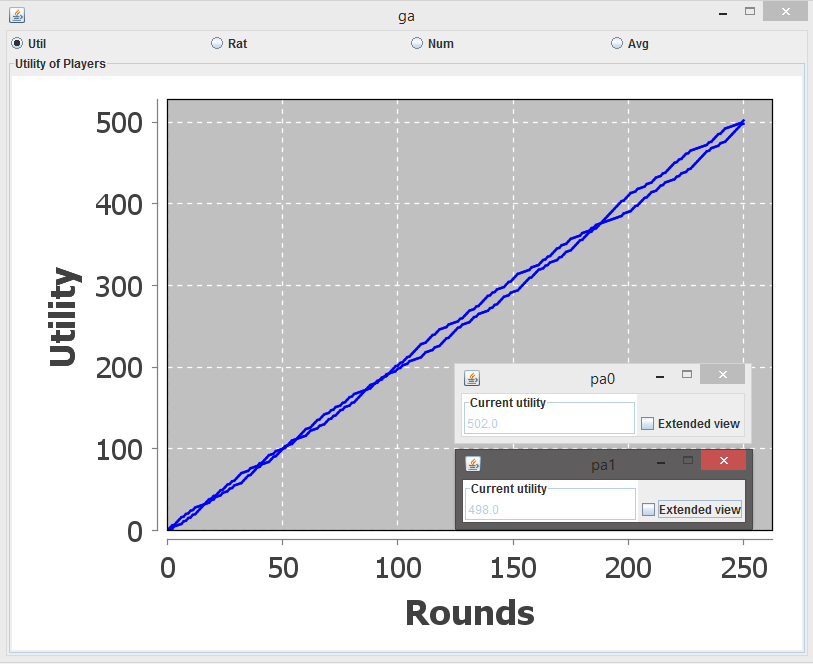 ga
Util Rat Num Avg
Utility of Players
500
400
300
200
100
0
Utility
pa0
Current utility
502.0
Extended view
pa1
Current utility
498.0
Extended view
0 50 100 150 200 250
Rounds